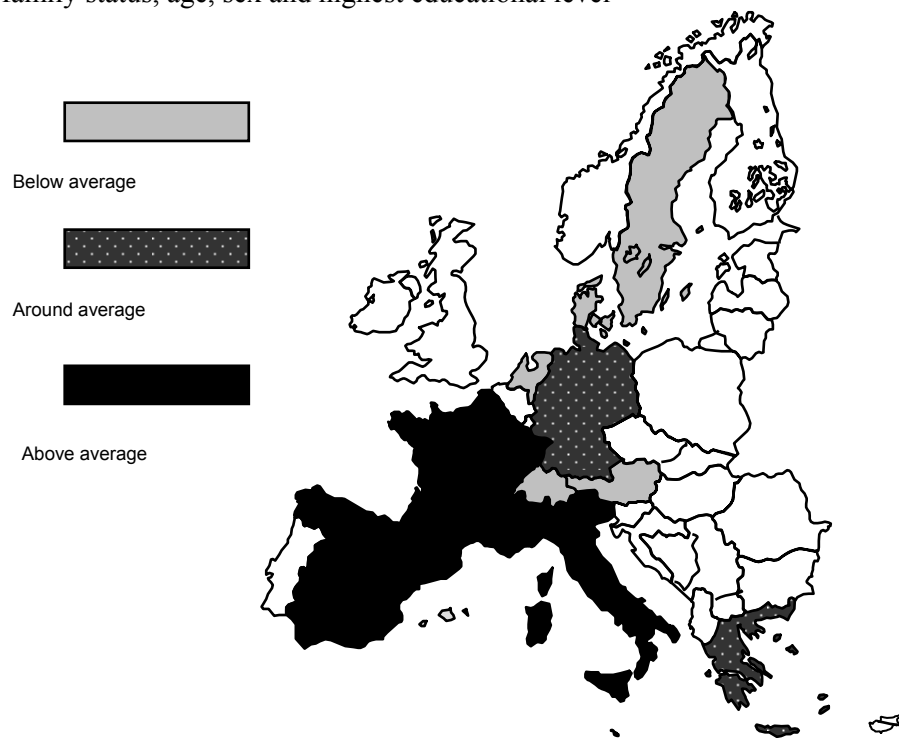 family status, age, sex and highest educational level
Below average
Around average
Above average